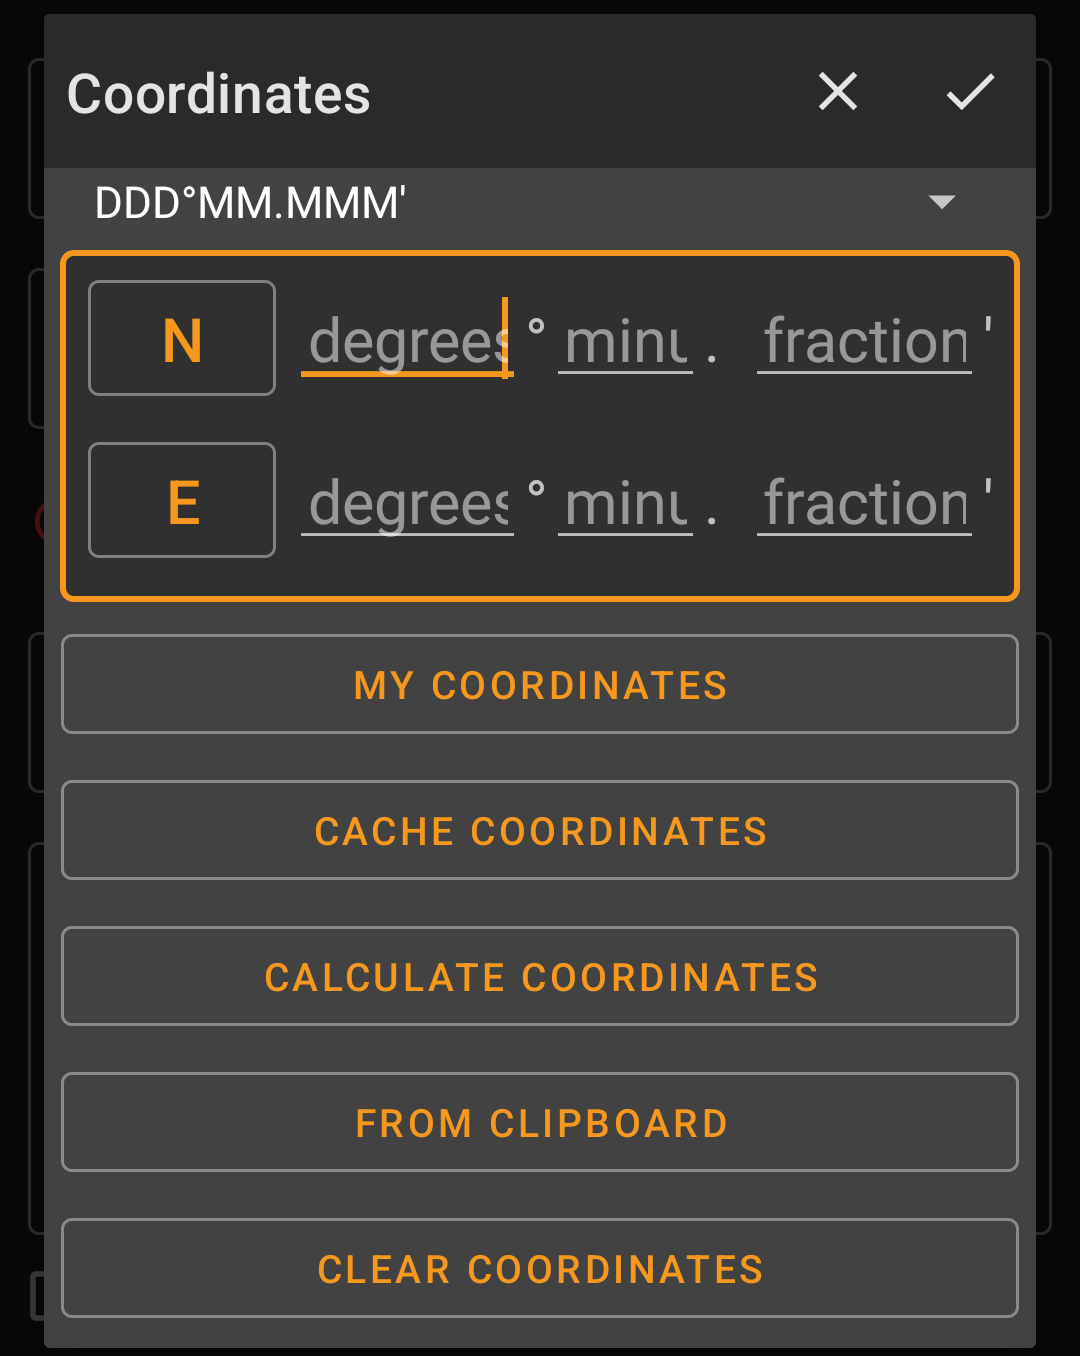 Coordinates
DDD°MM.MMM'
N degrees ° minu . fraction '
E degrees ° minu . fraction '
MY COORDINATES
CACHE COORDINATES
CALCULATE COORDINATES
FROM CLIPBOARD
CLEAR COORDINATES